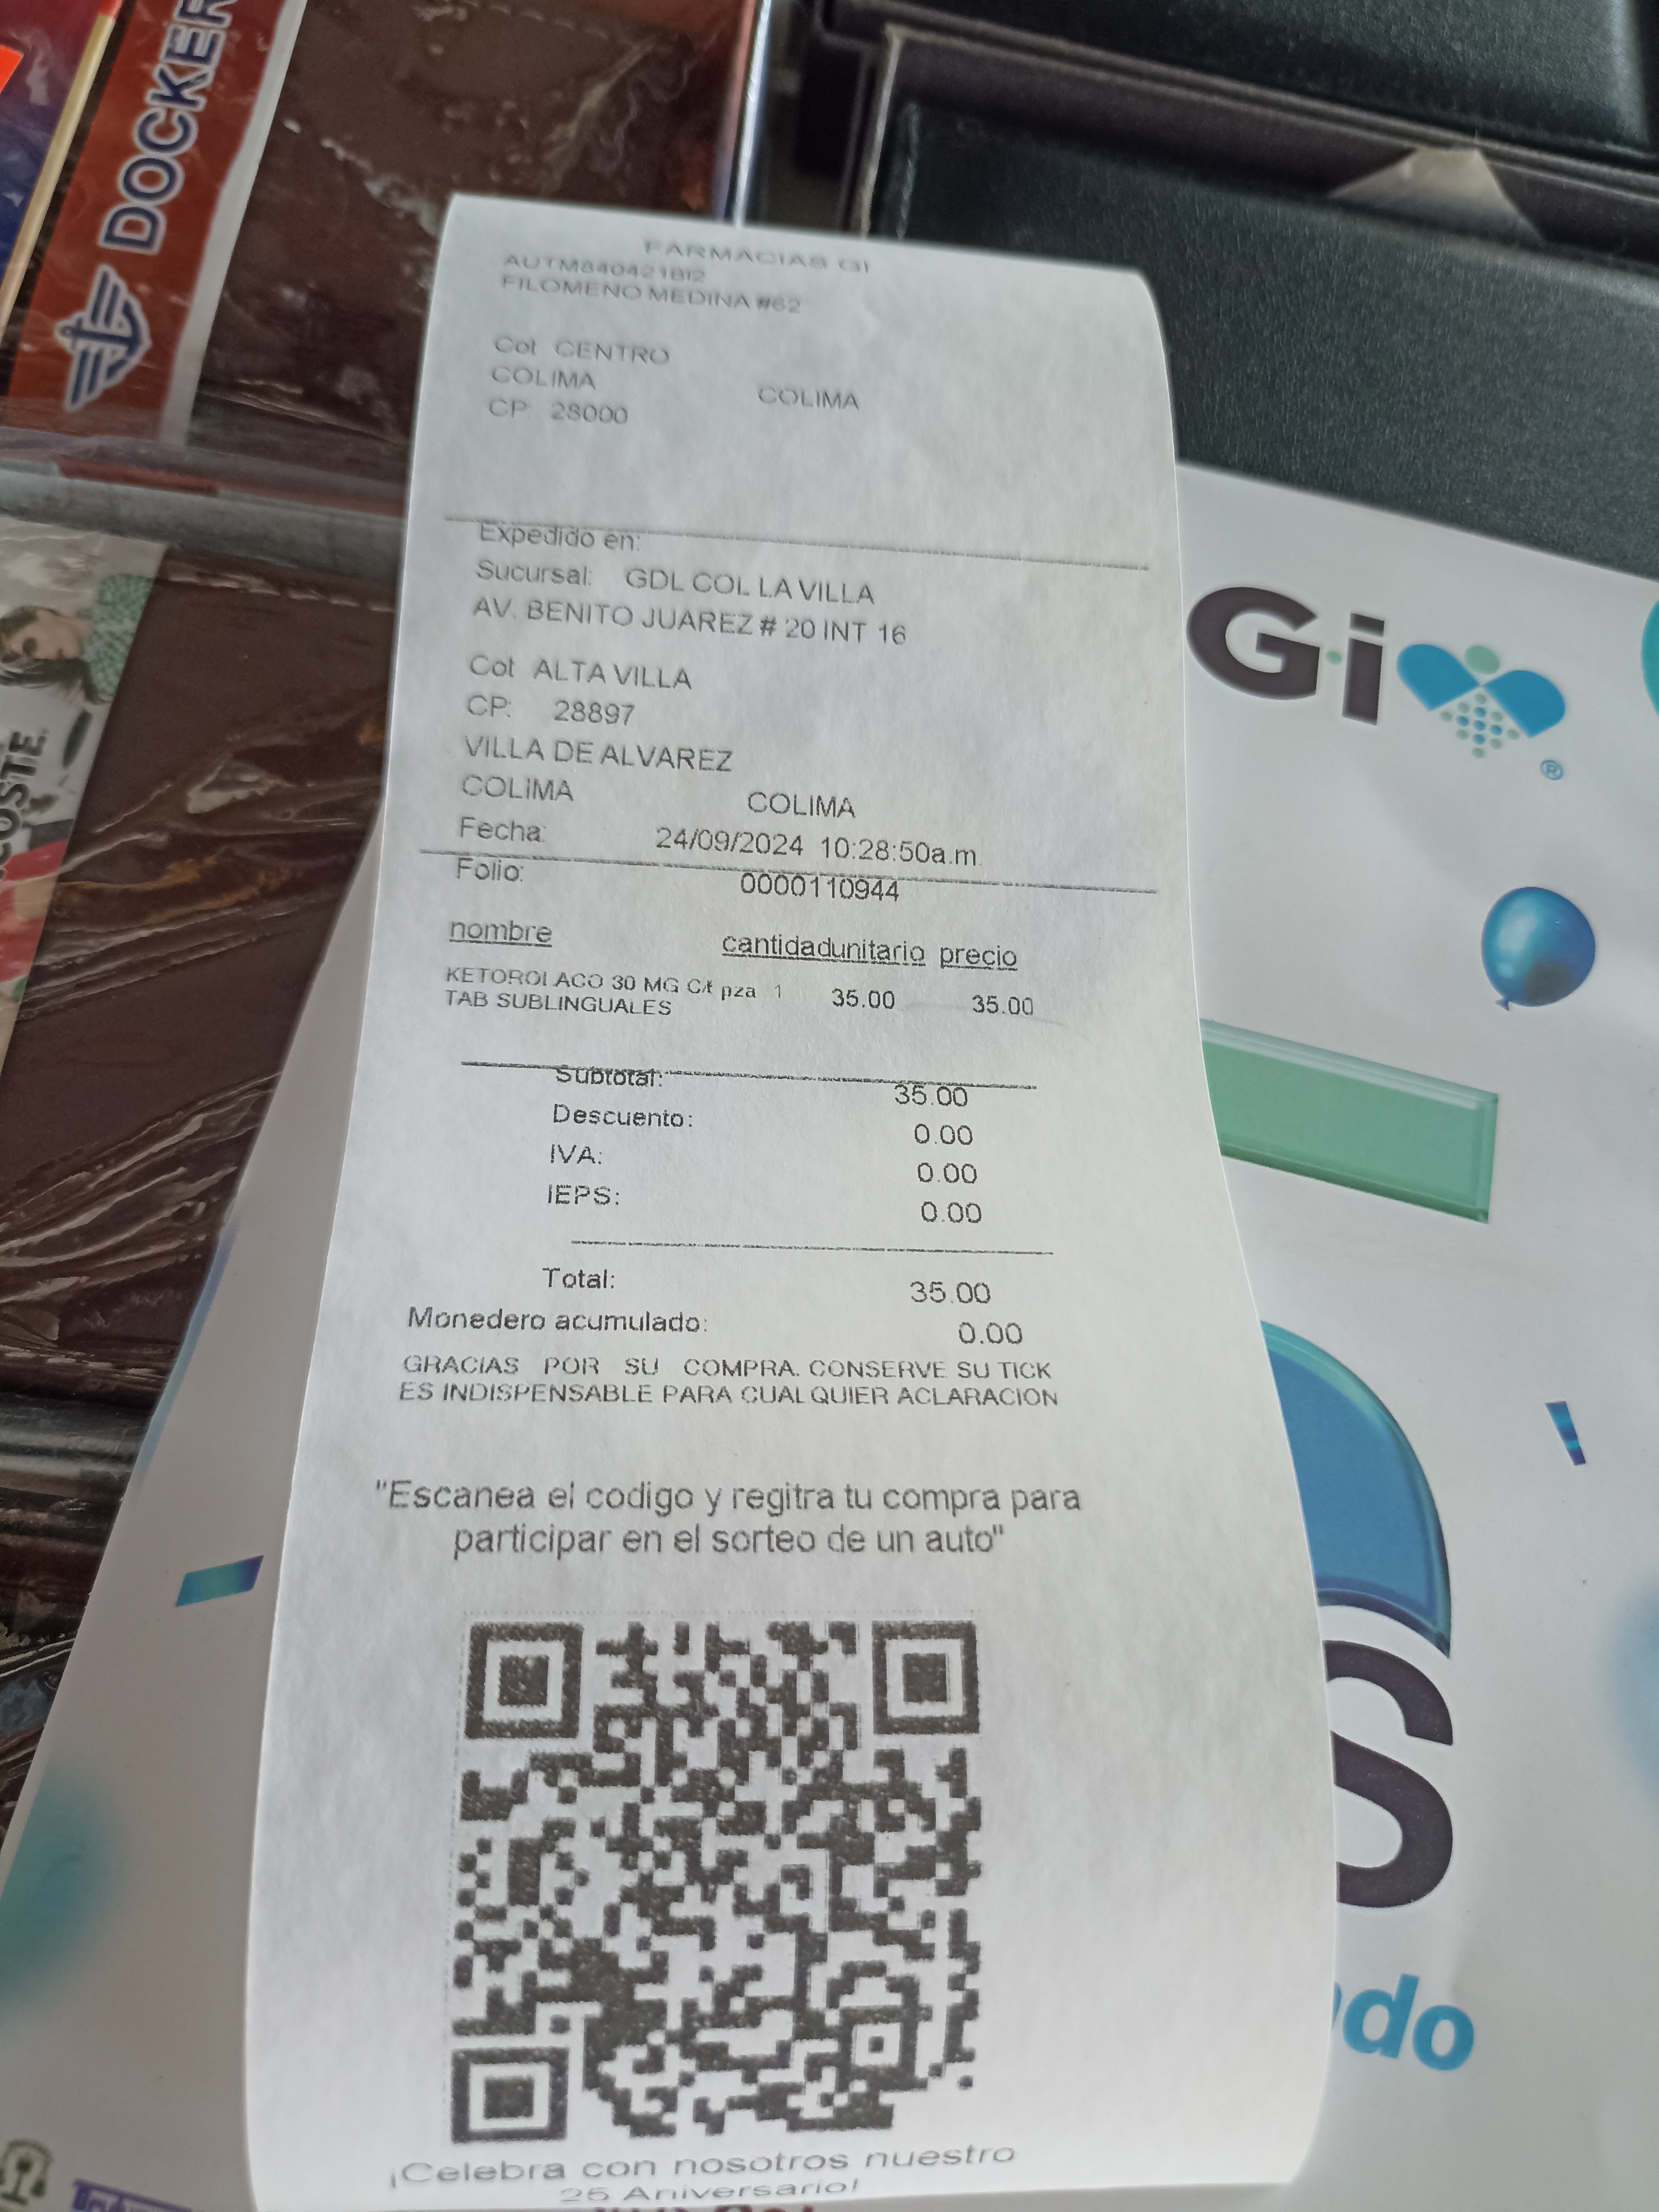 DOCKER
FARMACIAS GI
FILOMENO MEDINA #62
Col CENTRO
COLIMA COLIMA
CP: 28000
Expedido en:
Sucursal: GDL COL LA VILLA
AV. BENITO JUAREZ # 20 INT 16
Col ALTA VILLA
CP: 28897
VILLA DE ALVAREZ
COLIMA COLIMA
Fecha: 24/09/2024 10:28:50a.m.
Folio: 0000110944
nombre cantidad unitario precio
KETOROLACO 30 MG C/t pza 1 35.00 35.00
TAB SUBLINGUALES
Subtotal: 35.00
Descuento: 0.00
IVA: 0.00
IEPS: 0.00
Total: 35.00
Monedero acumulado: 0.00
GRACIAS POR SU COMPRA. CONSERVE SU TICK
ES INDISPENSABLE PARA CUALQUIER ACLARACION
"Escanea el codigo y regitra tu compra para
participar en el sorteo de un auto"
¡Celebra con nosotros nuestro
25 Aniversario!
Gi
®
S
do
COSTE